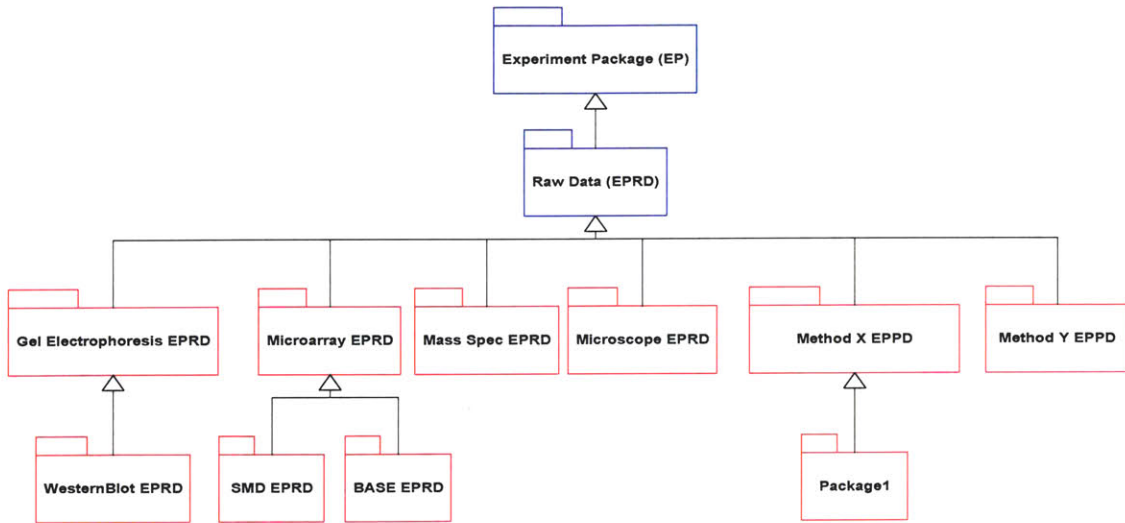 Experiment Package (EP)
Raw Data (EPRD)
Gel Electrophoresis EPRD
Microarray EPRD
Mass Spec EPRD
Microscope EPRD
Method X EPPD
Method Y EPPD
WesternBlot EPRD
SMD EPRD
BASE EPRD
Package1